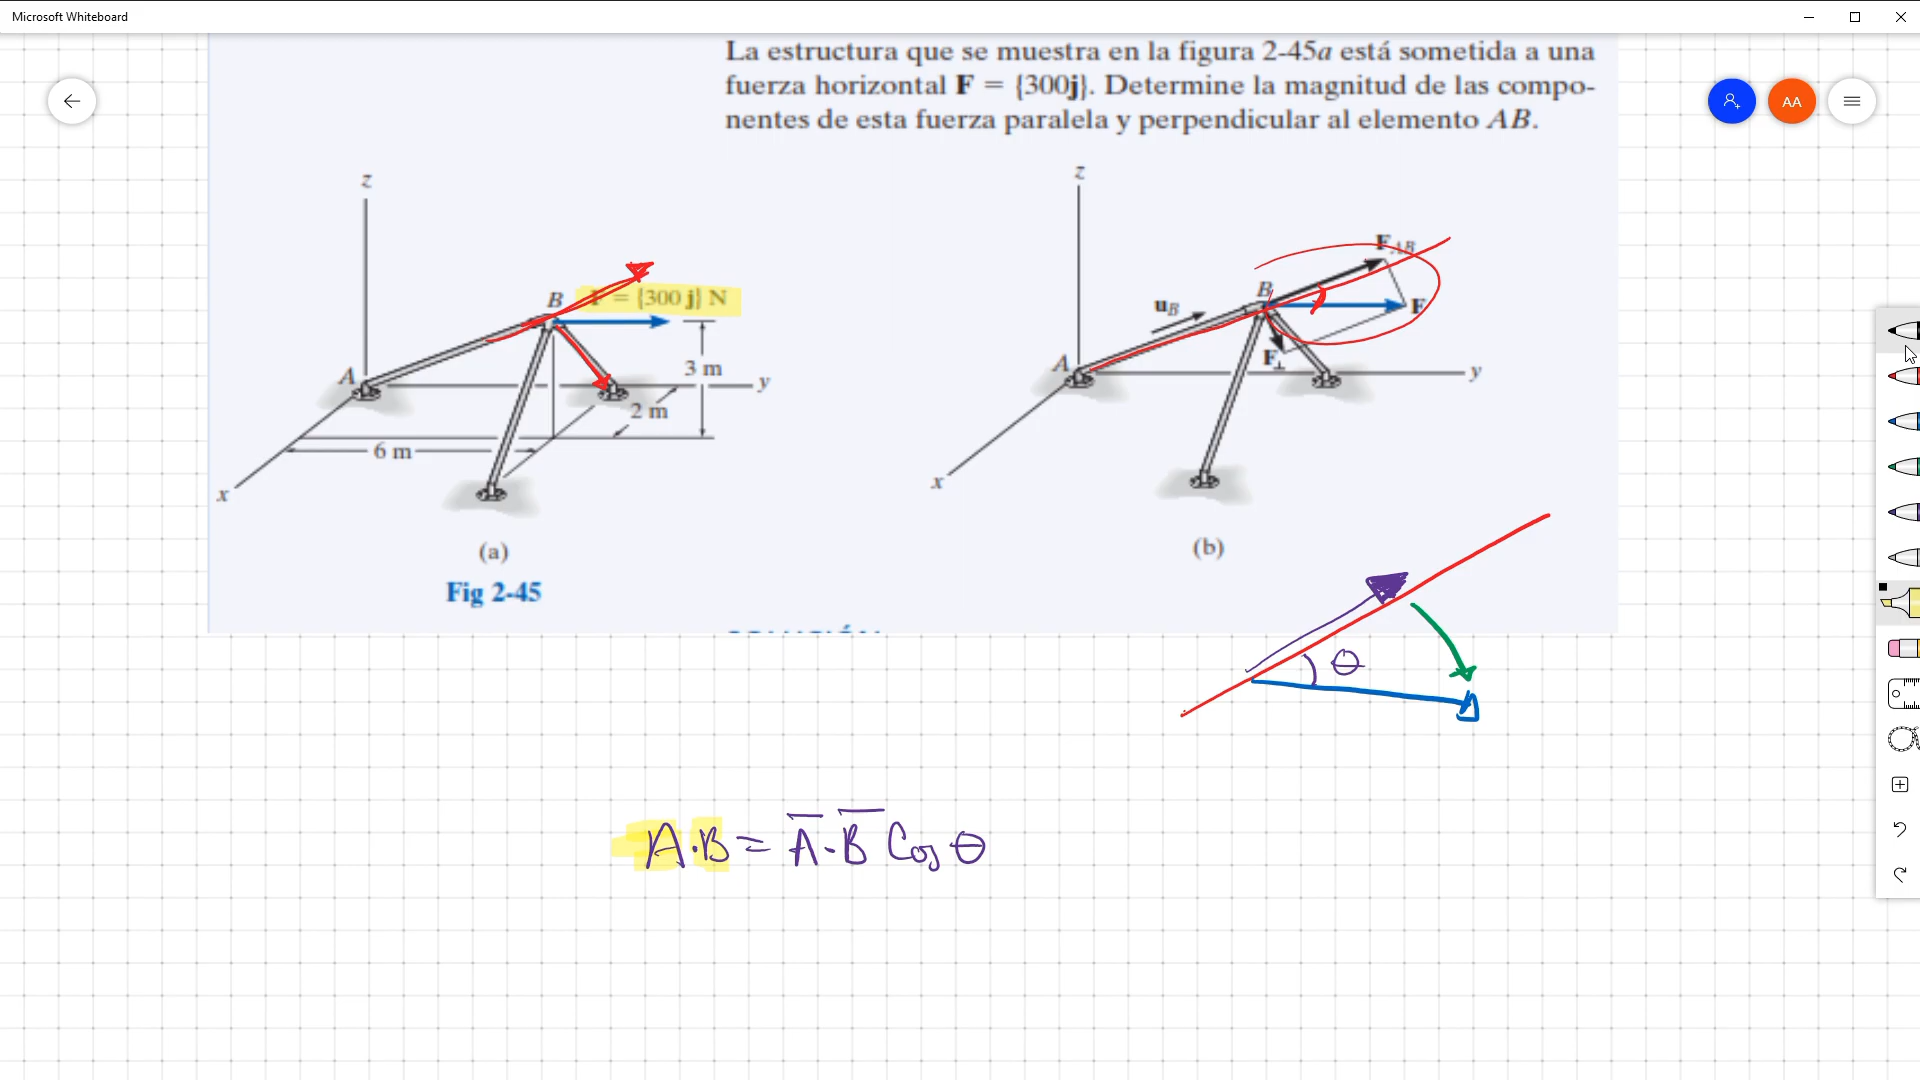 Microsoft Whiteboard
La estructura que se muestra en la figura 2-45a está sometida a una
fuerza horizontal F = {300j}. Determine la magnitud de las compo-
nentes de esta fuerza paralela y perpendicular al elemento AB.
AA
z
B
F = {300 j} N
A
3 m
y
2 m
6 m
x
(a)
Fig 2-45
z
F_AB
B
u_B
F
A
F_⊥
y
x
(b)
θ
A·B = A·B Cos θ